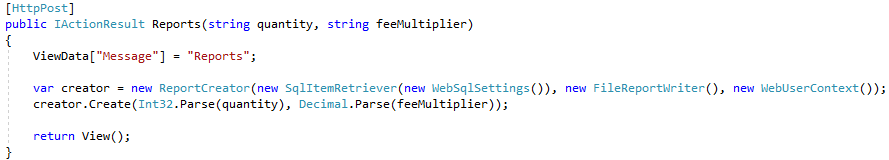 [HttpPost]
public IActionResult Reports(string quantity, string feeMultiplier)
{
    ViewData["Message"] = "Reports";

    var creator = new ReportCreator(new SqlItemRetriever(new WebSqlSettings()), new FileReportWriter(), new WebUserContext());
    creator.Create(Int32.Parse(quantity), Decimal.Parse(feeMultiplier));

    return View();
}